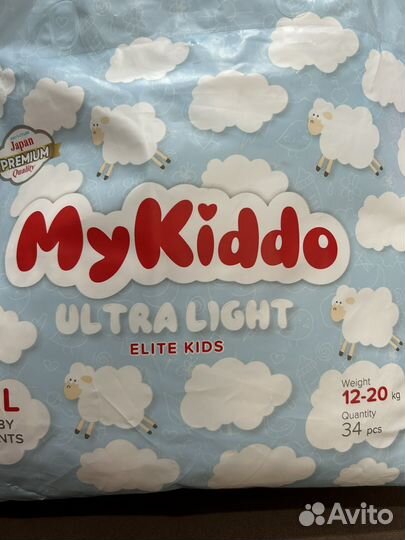 Japan
PREMIUM
Quality
MyKiddo
ULTRA LIGHT
ELITE KIDS
L
BY
NTS
Weight
12-20 kg
Quantity
34 pcs
Avito